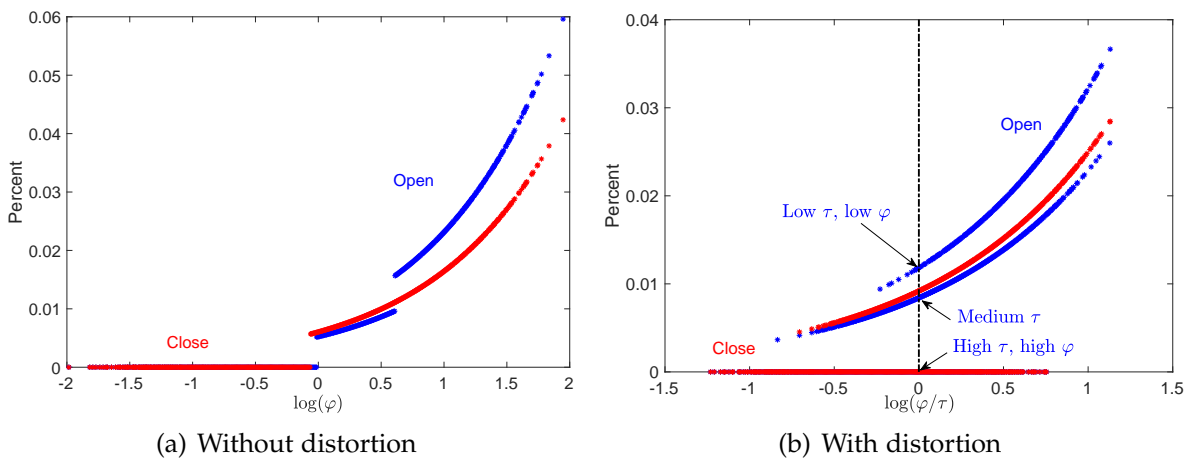 0.06
0.05
0.04
0.03
0.02
0.01
0
Percent
Open
Close
-2 -1.5 -1 -0.5 0 0.5 1 1.5 2
log(φ)
(a) Without distortion
0.04
0.03
0.02
0.01
0
Percent
Open
Low τ, low φ
Medium τ
High τ, high φ
Close
-1.5 -1 -0.5 0 0.5 1 1.5
log(φ/τ)
(b) With distortion